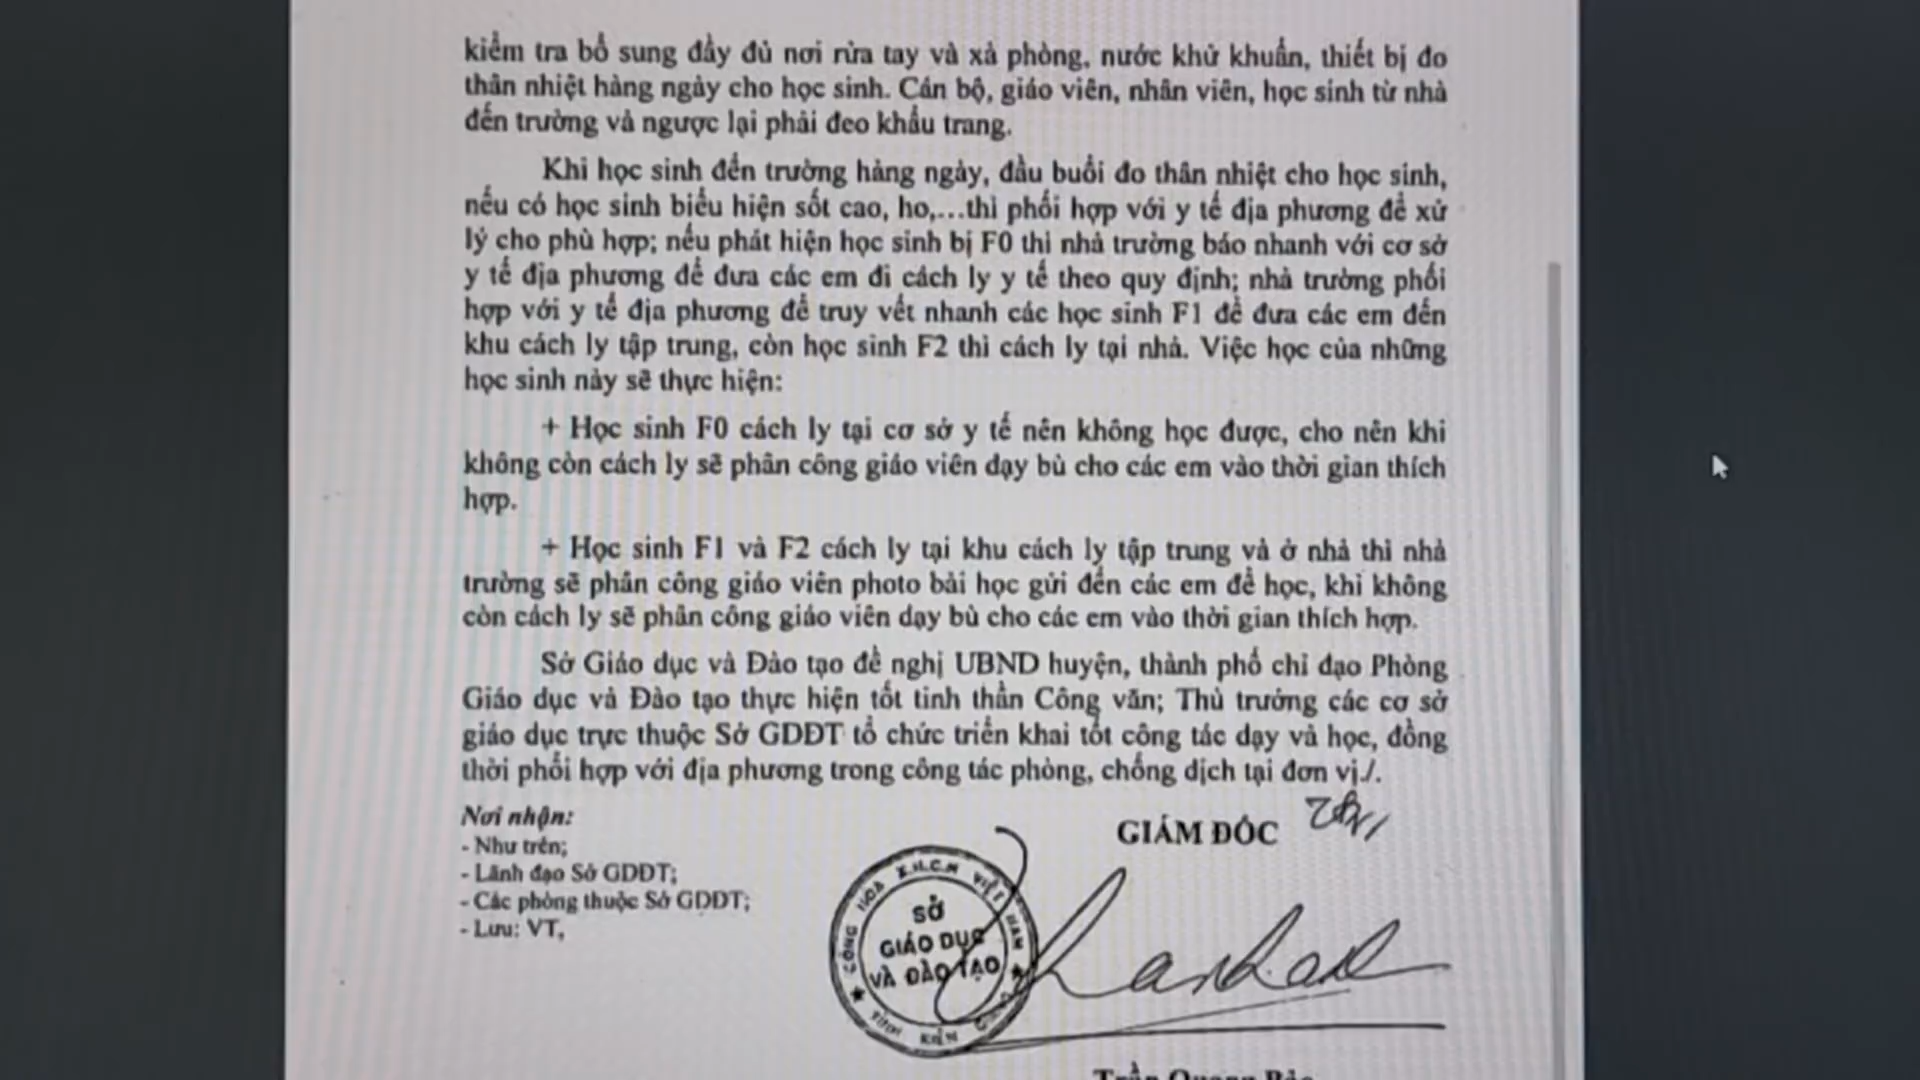 kiểm tra bổ sung đầy đủ nơi rửa tay và xà phòng, nước khử khuẩn, thiết bị đo
thân nhiệt hàng ngày cho học sinh. Cán bộ, giáo viên, nhân viên, học sinh từ nhà
đến trường và ngược lại phải đeo khẩu trang.
Khi học sinh đến trường hàng ngày, đầu buổi đo thân nhiệt cho học sinh,
nếu có học sinh biểu hiện sốt cao, ho,...thì phối hợp với y tế địa phương để xử
lý cho phù hợp; nếu phát hiện học sinh bị F0 thì nhà trường báo nhanh với cơ sở
y tế địa phương để đưa các em đi cách ly y tế theo quy định; nhà trường phối
hợp với y tế địa phương để truy vết nhanh các học sinh F1 để đưa các em đến
khu cách ly tập trung, còn học sinh F2 thì cách ly tại nhà. Việc học của những
học sinh này sẽ thực hiện:
+ Học sinh F0 cách ly tại cơ sở y tế nên không học được, cho nên khi
không còn cách ly sẽ phân công giáo viên dạy bù cho các em vào thời gian thích
hợp.
+ Học sinh F1 và F2 cách ly tại khu cách ly tập trung và ở nhà thì nhà
trường sẽ phân công giáo viên photo bài học gửi đến các em để học, khi không
còn cách ly sẽ phân công giáo viên dạy bù cho các em vào thời gian thích hợp.
Sở Giáo dục và Đào tạo đề nghị UBND huyện, thành phố chỉ đạo Phòng
Giáo dục và Đào tạo thực hiện tốt tinh thần Công văn; Thủ trưởng các cơ sở
giáo dục trực thuộc Sở GDĐT tổ chức triển khai tốt công tác dạy và học, đồng
thời phối hợp với địa phương trong công tác phòng, chống dịch tại đơn vị./.
Nơi nhận:
- Như trên;
- Lãnh đạo Sở GDĐT;
- Các phòng thuộc Sở GDĐT;
- Lưu: VT,
GIÁM ĐỐC
CỘNG HOÀ X.H.C.N VIỆT NAM
SỞ
GIÁO DỤC
VÀ ĐÀO TẠO
TỈNH KIÊN GIANG
Trần Quang Bảo